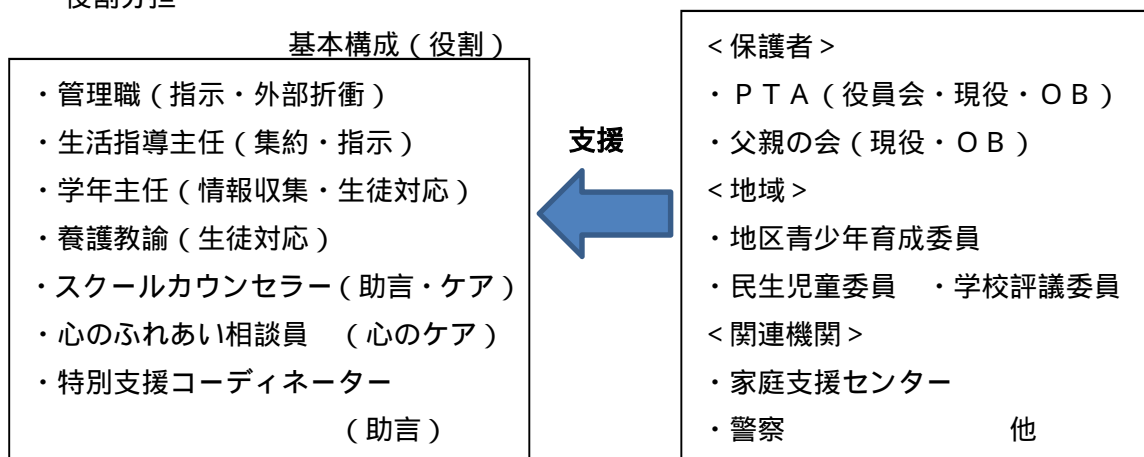 役割分担
基本構成（役割）
・管理職（指示・外部折衝）
・生活指導主任（集約・指示）
・学年主任（情報収集・生徒対応）
・養護教諭（生徒対応）
・スクールカウンセラー（助言・ケア）
・心のふれあい相談員　（心のケア）
・特別支援コーディネーター
（助言）
支援
＜保護者＞
・ＰＴＡ（役員会・現役・ＯＢ）
・父親の会（現役・ＯＢ）
＜地域＞
・地区青少年育成委員
・民生児童委員　・学校評議委員
＜関連機関＞
・家庭支援センター
・警察　　　　　　　他